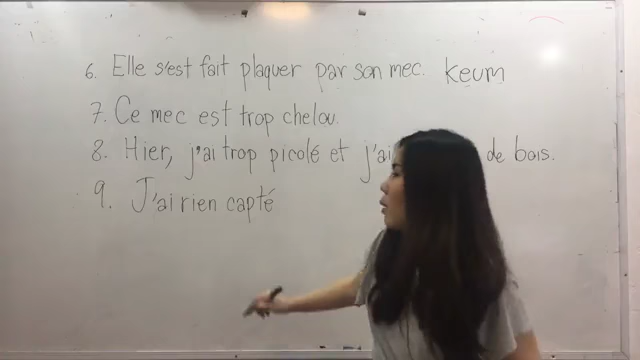 6. Elle s'est fait plaquer par son mec. keum
7. Ce mec est trop chelou.
8. Hier, j'ai trop picolé et j'ai de bois.
9. J'ai rien capté